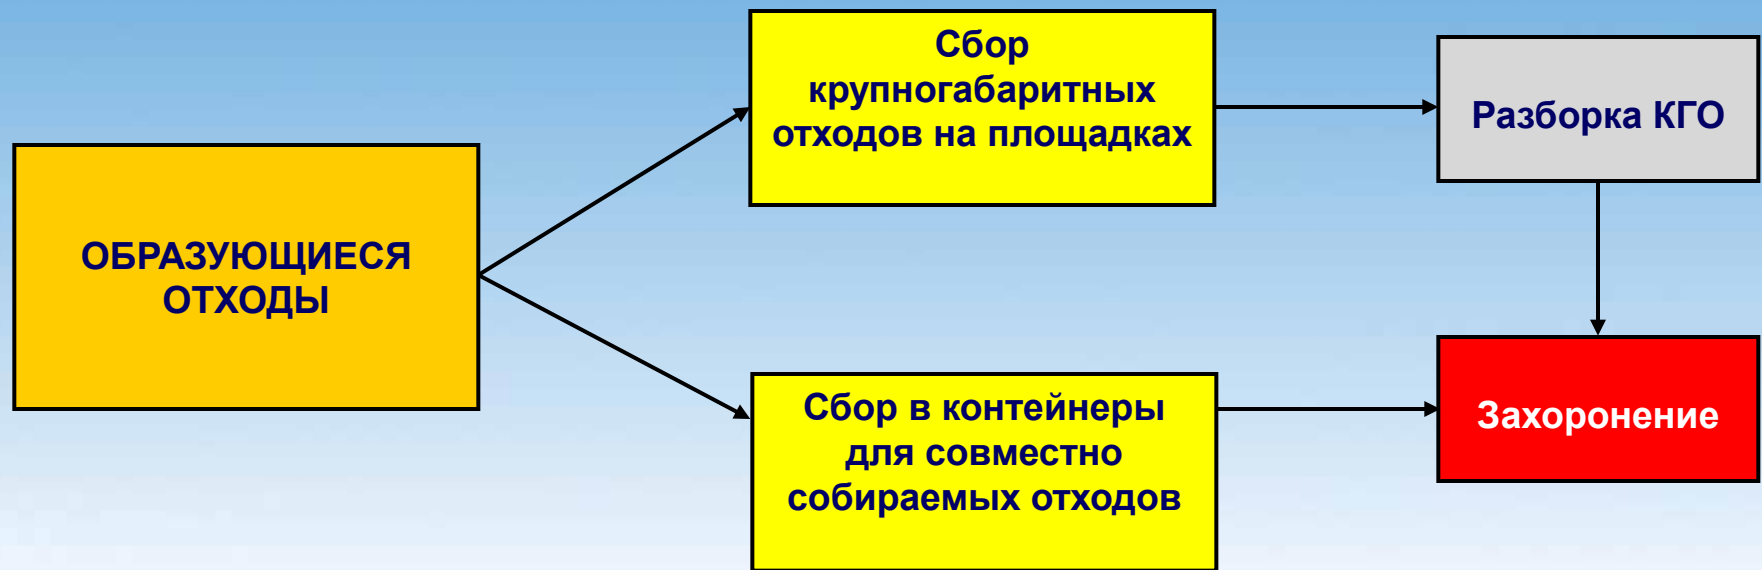 Сбор
крупногабаритных
отходов на площадках
Разборка КГО
ОБРАЗУЮЩИЕСЯ
ОТХОДЫ
Сбор в контейнеры
для совместно
собираемых отходов
Захоронение